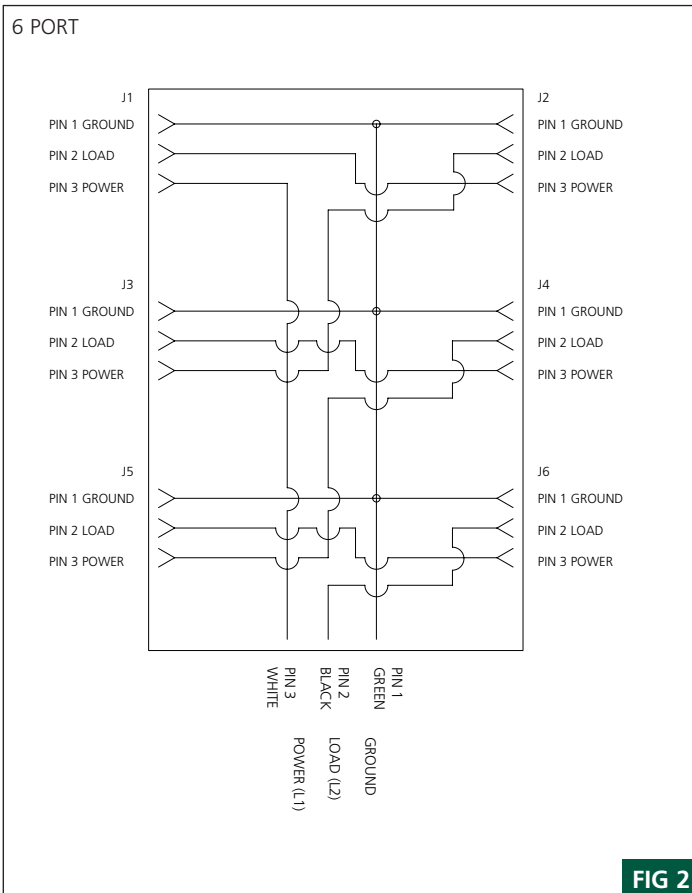 6 PORT
J1
J2
PIN 1 GROUND
PIN 1 GROUND
PIN 2 LOAD
PIN 2 LOAD
PIN 3 POWER
PIN 3 POWER
J3
J4
PIN 1 GROUND
PIN 1 GROUND
PIN 2 LOAD
PIN 2 LOAD
PIN 3 POWER
PIN 3 POWER
J5
J6
PIN 1 GROUND
PIN 1 GROUND
PIN 2 LOAD
PIN 2 LOAD
PIN 3 POWER
PIN 3 POWER
PIN 3
WHITE
PIN 2
BLACK
PIN 1
GREEN
POWER (L1)
LOAD (L2)
GROUND
FIG 2